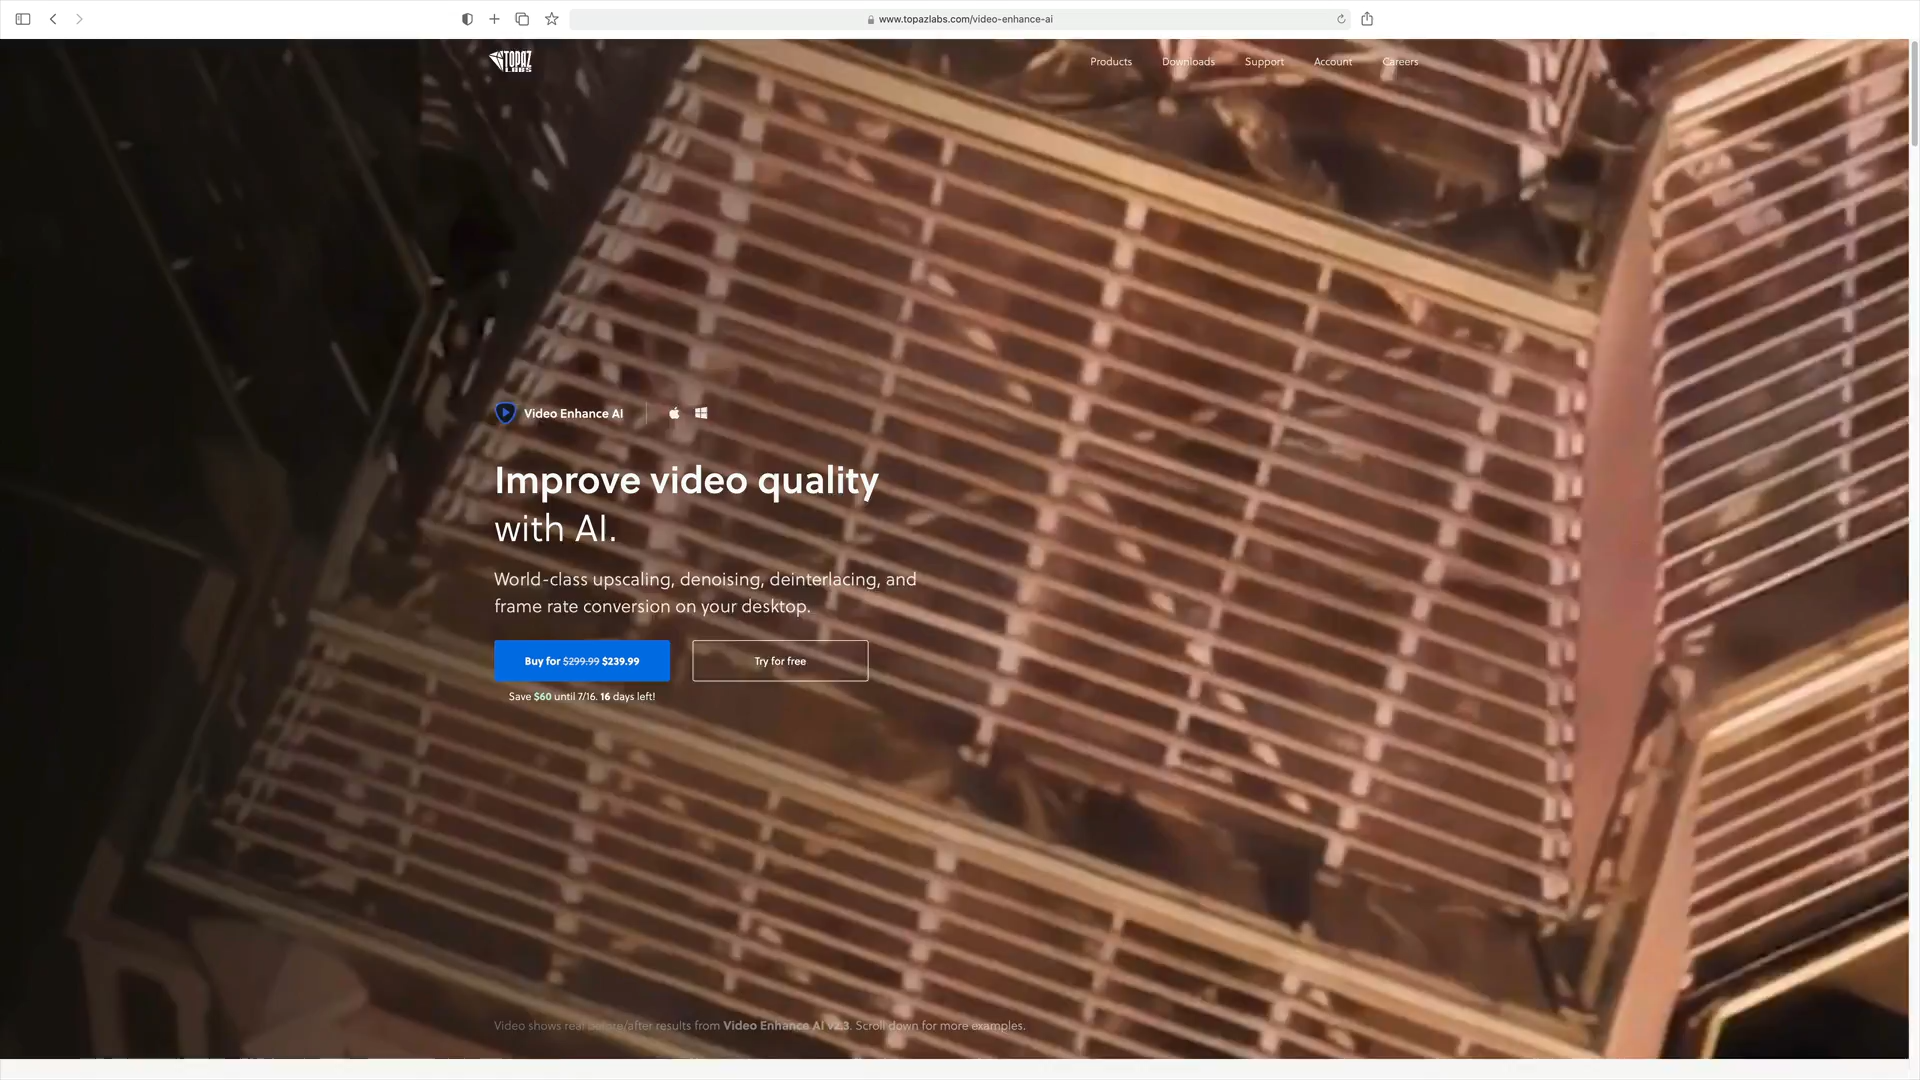 www.topazlabs.com/video-enhance-ai
TOPAZ
LABS
Products
Downloads
Support
Account
Careers
Video Enhance AI
Improve video quality
with AI.
World-class upscaling, denoising, deinterlacing, and
frame rate conversion on your desktop.
Buy for $299.99 $239.99
Try for free
Save $60 until 7/16. 16 days left!
Video shows real before/after results from Video Enhance AI v2.3. Scroll down for more examples.